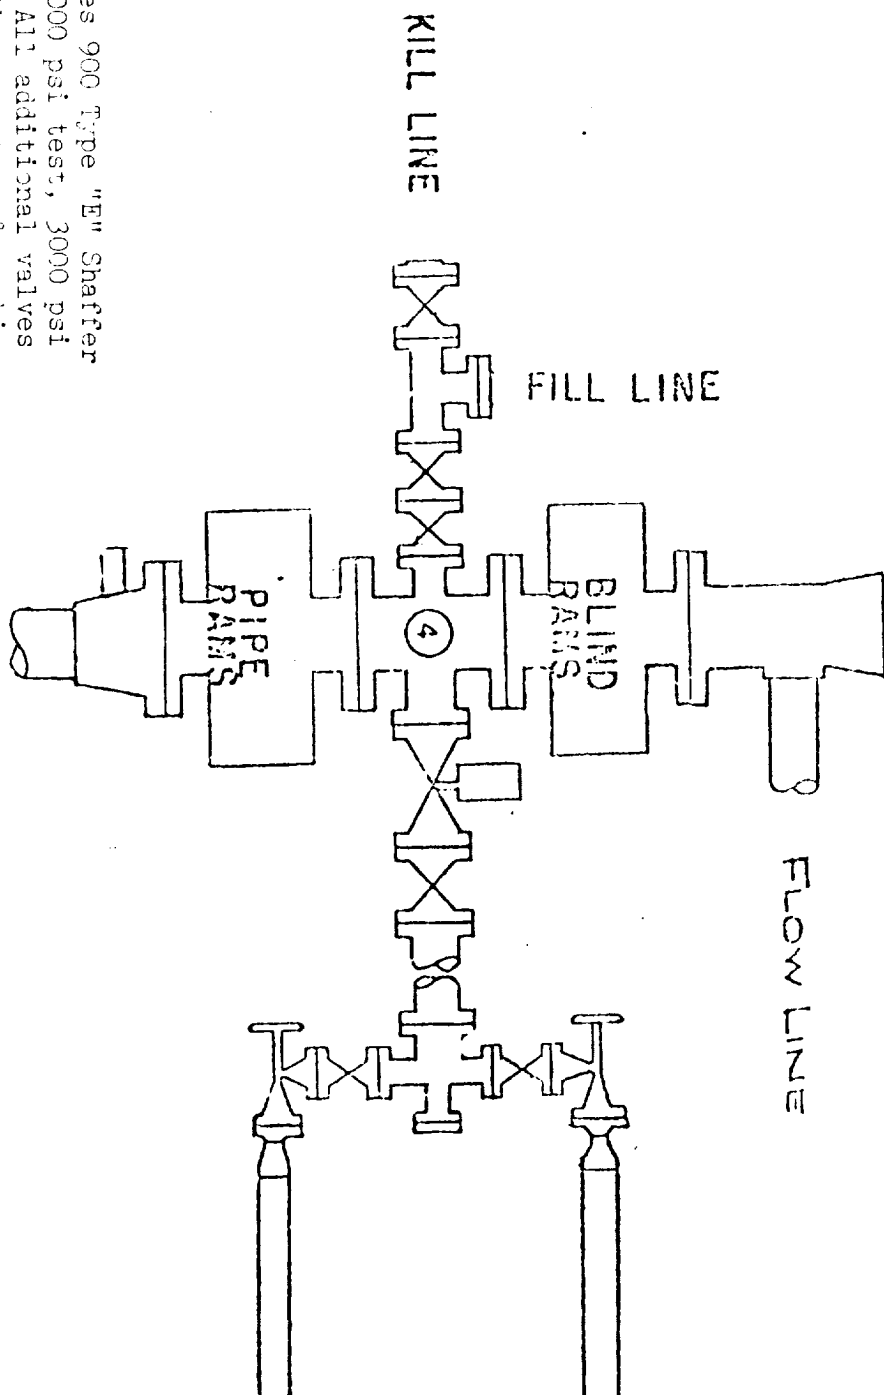 KILL LINE
FILL LINE
BLIND
RAMS
PIPE
RAMS
4
FLOW LINE
es 900 Type "E" Shaffer
000 psi test, 3000 psi
All additional valves